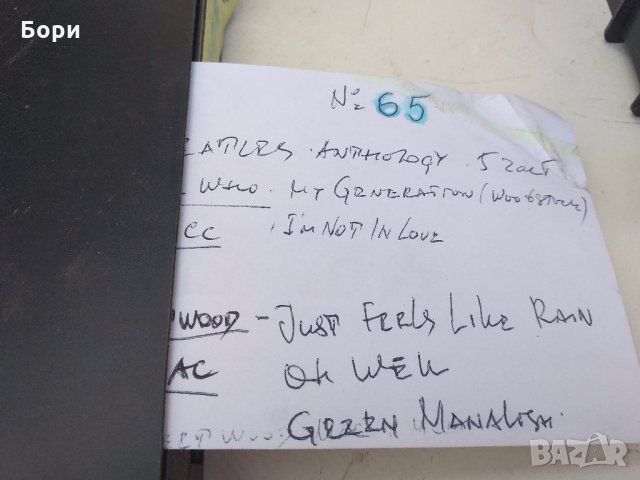 Бори
№ 65
EATLES · ANTHOLOGY · 5 ЧАСТ
WHO · MY GENERATION (WOODSTOCK)
CC · I'M NOT IN LOVE
WOOD - JUST FEELS LIKE RAIN
AC OH WELL
GREEN MANALISHI
BAZAR